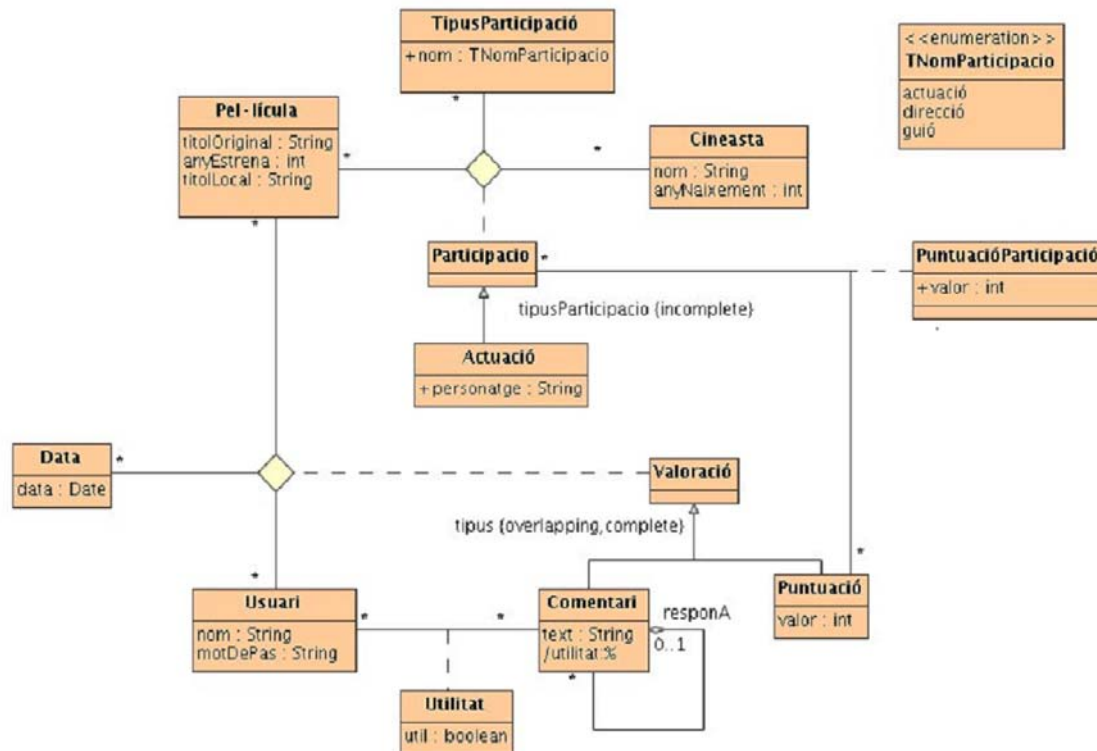 TipusParticipació
+nom : TNomParticipacio
<<enumeration>>
TNomParticipacio
actuació
direcció
guió
Pel·lícula
titolOriginal : String
anyEstrena : int
titolLocal : String
*
*
*
*
Cineasta
nom : String
anyNaixement : int
Participacio
*
PuntuacióParticipació
+valor : int
tipusParticipacio {incomplete}
Actuació
+personatge : String
Data
data : Date
*
Valoració
tipus {overlapping,complete}
*
*
Usuari
nom : String
motDePas : String
*
*
Comentari
text : String
/utilitat:%
responA
0..1
*
Puntuació
valor : int
Utilitat
util : boolean